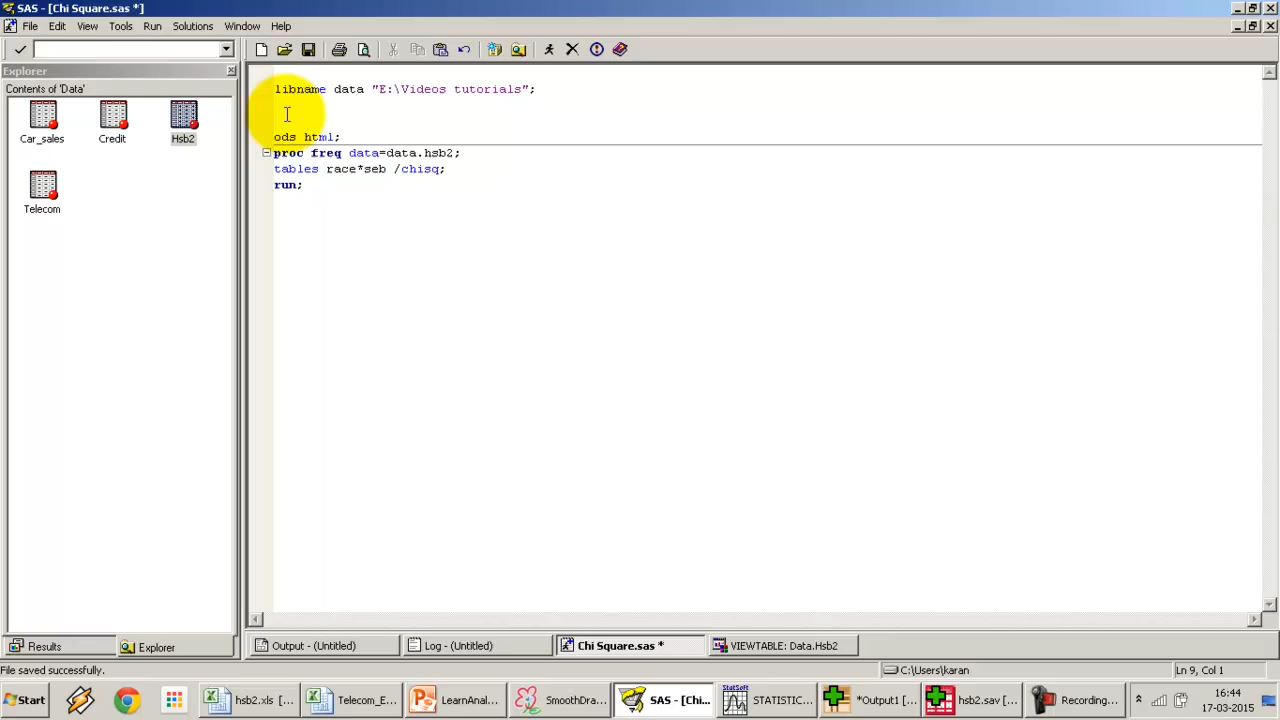 SAS - [Chi Square.sas *]
File Edit View Tools Run Solutions Window Help
Explorer
Contents of 'Data'
Car_sales Credit Hsb2
Telecom
libname data "E:\Videos tutorials";
ods html;
proc freq data=data.hsb2;
tables race*seb /chisq;
run;
Results Explorer Output - (Untitled) Log - (Untitled) Chi Square.sas * VIEWTABLE: Data.Hsb2
File saved successfully. C:\Users\karan Ln 9, Col 1
Start hsb2.xls [... Telecom_E... LearnAnal... SmoothDra... SAS - [Chi... StatSoft STATISTIC... *Output1 [... hsb2.sav [... Recording... 16:44
17-03-2015